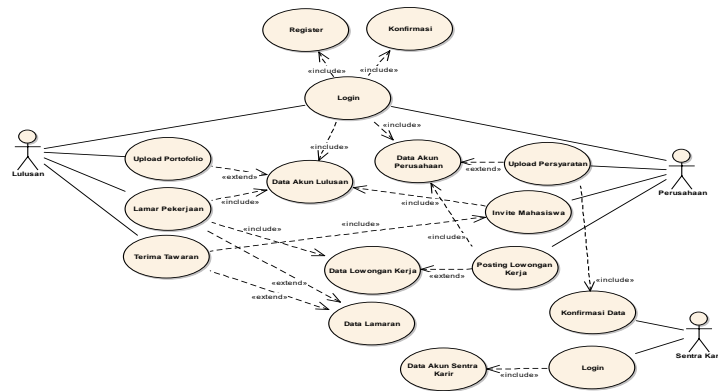 Register
Konfirmasi
«include»
«include»
Login
«include»
«include»
Lulusan
Upload Portofolio
«extend»
Data Akun Lulusan
Data Akun
Perusahaan
«extend»
Upload Persyaratan
Perusahaan
Lamar Pekerjaan
«include»
«include»
Invite Mahasiswa
«include»
«include»
«include»
Terima Tawaran
Data Lowongan Kerja
«extend»
Posting Lowongan
Kerja
«extend»
«extend»
«include»
Data Lamaran
Konfirmasi Data
Sentra Kar
Data Akun Sentra
Karir
«include»
Login